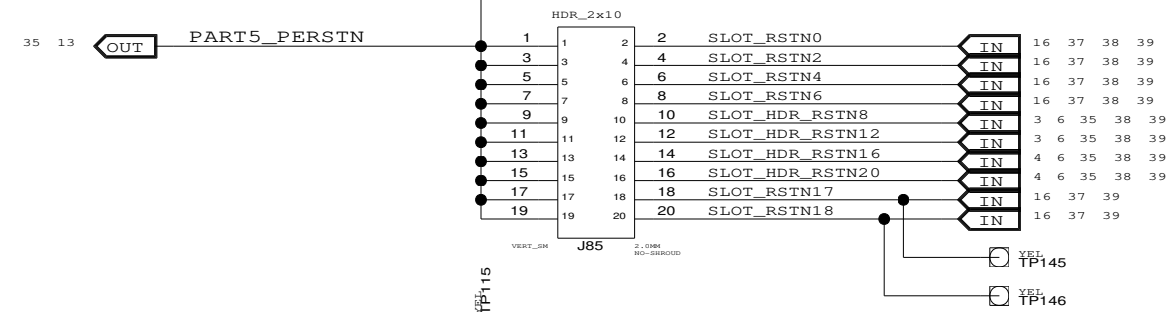 HDR_2x10
35 13 OUT PART5_PERSTN 1 1 2 2 SLOT_RSTN0 IN 16 37 38 39
3 3 4 4 SLOT_RSTN2 IN 16 37 38 39
5 5 6 6 SLOT_RSTN4 IN 16 37 38 39
7 7 8 8 SLOT_RSTN6 IN 16 37 38 39
9 9 10 10 SLOT_HDR_RSTN8 IN 3 6 35 38 39
11 11 12 12 SLOT_HDR_RSTN12 IN 3 6 35 38 39
13 13 14 14 SLOT_HDR_RSTN16 IN 4 6 35 38 39
15 15 16 16 SLOT_HDR_RSTN20 IN 4 6 35 38 39
17 17 18 18 SLOT_RSTN17 IN 16 37 39
19 19 20 20 SLOT_RSTN18 IN 16 37 39
VERT_SM J85 2.0MM
NO-SHROUD
YEL
TP145
YEL
TP115
YEL
TP146